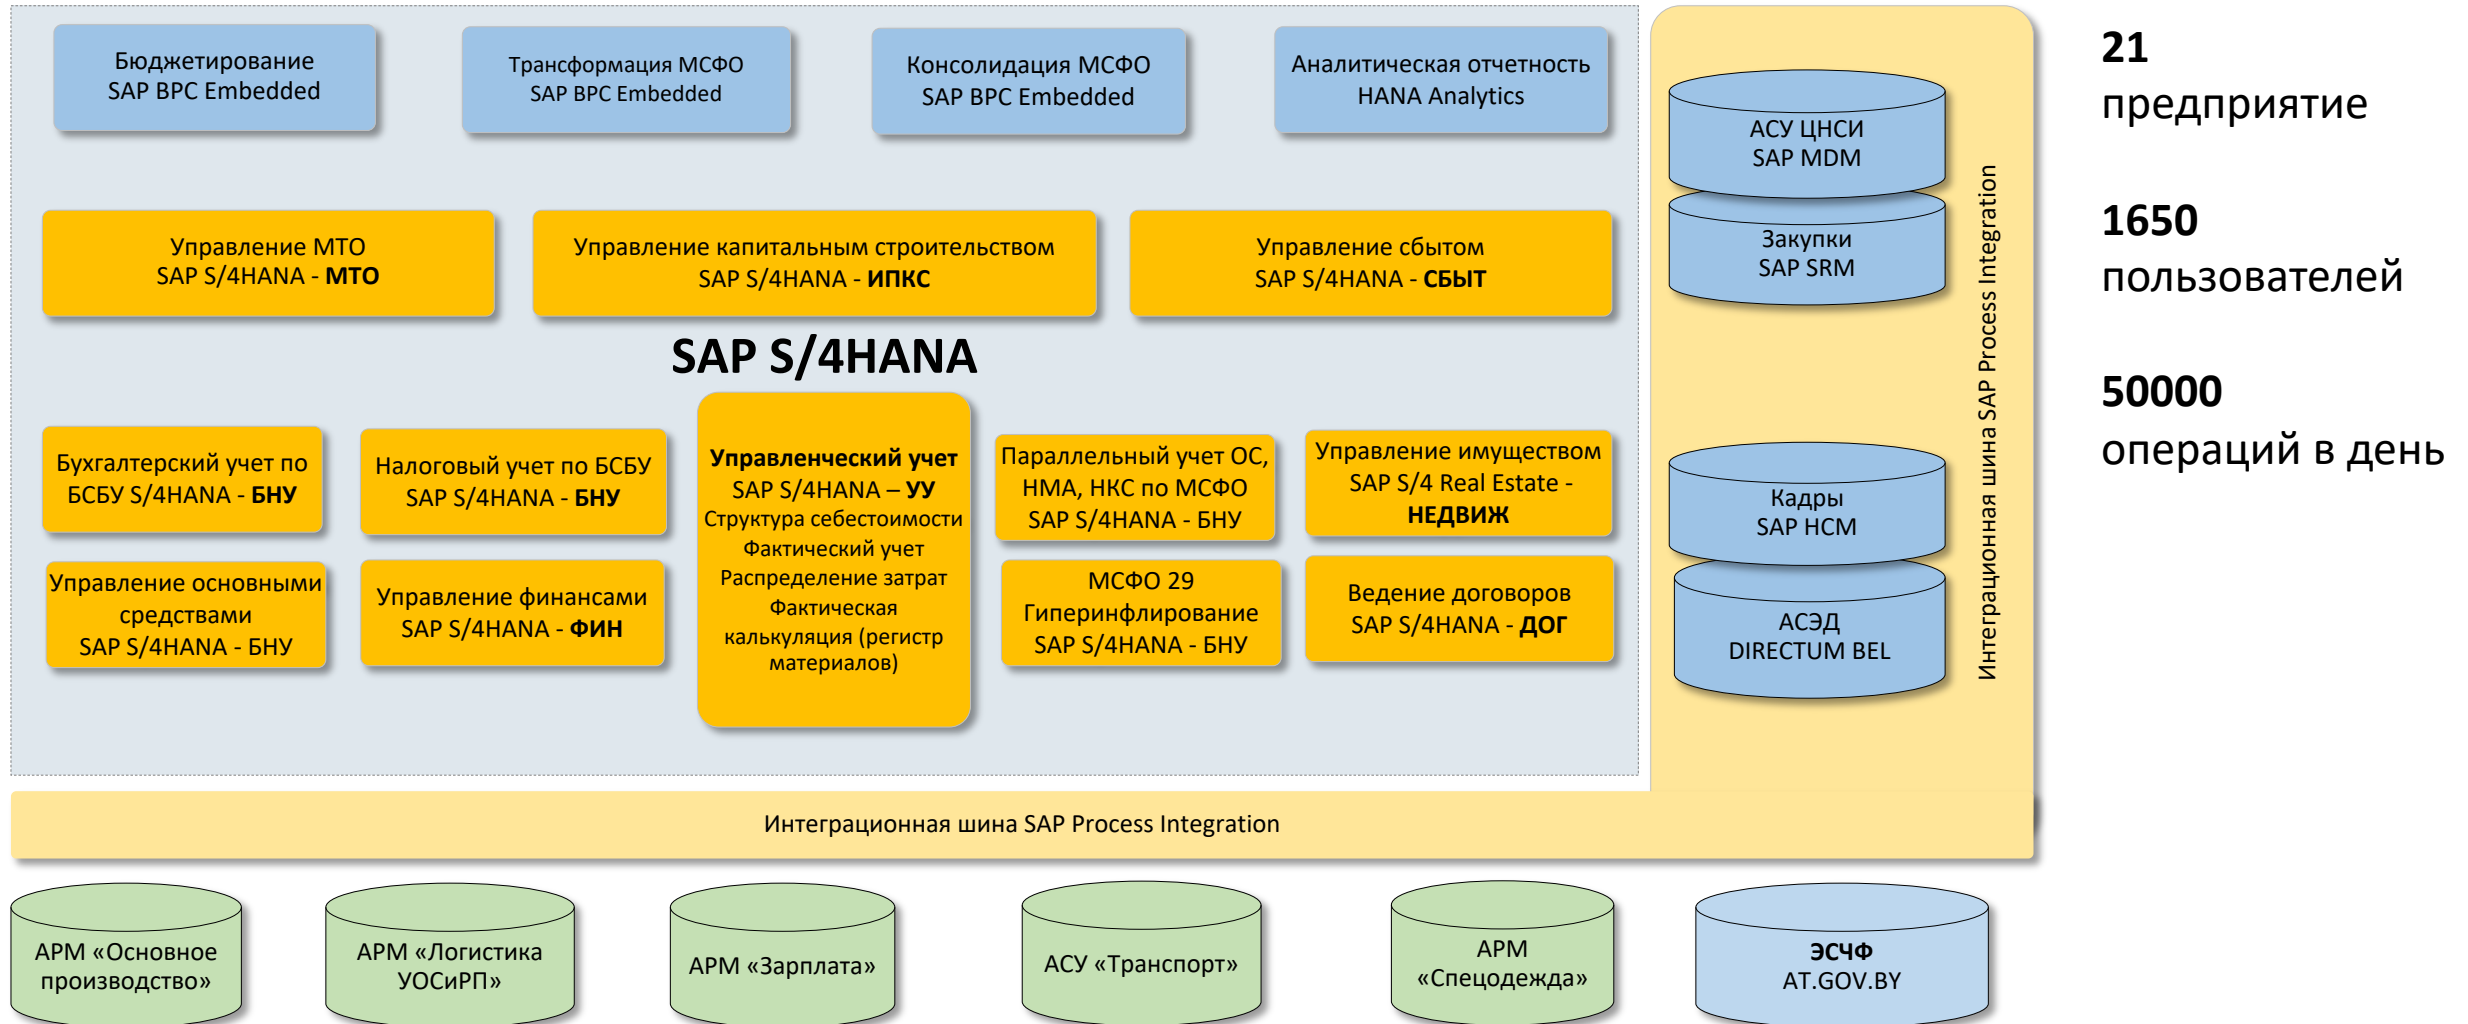 Бюджетирование
SAP BPC Embedded
Трансформация МСФО
SAP BPC Embedded
Консолидация МСФО
SAP BPC Embedded
Аналитическая отчетность
HANA Analytics
Управление МТО
SAP S/4HANA - МТО
Управление капитальным строительством
SAP S/4HANA - ИПКС
Управление сбытом
SAP S/4HANA - СБЫТ
SAP S/4HANA
Бухгалтерский учет по
БСБУ S/4HANA - БНУ
Налоговый учет по БСБУ
SAP S/4HANA - БНУ
Управленческий учет
SAP S/4HANA – УУ
Структура себестоимости
Фактический учет
Распределение затрат
Фактическая
калькуляция (регистр
материалов)
Параллельный учет ОС,
НМА, НКС по МСФО
SAP S/4HANA - БНУ
Управление имуществом
SAP S/4 Real Estate -
НЕДВИЖ
Управление основными
средствами
SAP S/4HANA - БНУ
Управление финансами
SAP S/4HANA - ФИН
МСФО 29
Гиперинфлирование
SAP S/4HANA - БНУ
Ведение договоров
SAP S/4HANA - ДОГ
АСУ ЦНСИ
SAP MDM
Закупки
SAP SRM
Кадры
SAP HCM
АСЭД
DIRECTUM BEL
Интеграционная шина SAP Process Integration
21
предприятие
1650
пользователей
50000
операций в день
Интеграционная шина SAP Process Integration
АРМ «Основное
производство»
АРМ «Логистика
УОСиРП»
АРМ «Зарплата»
АСУ «Транспорт»
АРМ
«Спецодежда»
ЭСЧФ
AT.GOV.BY